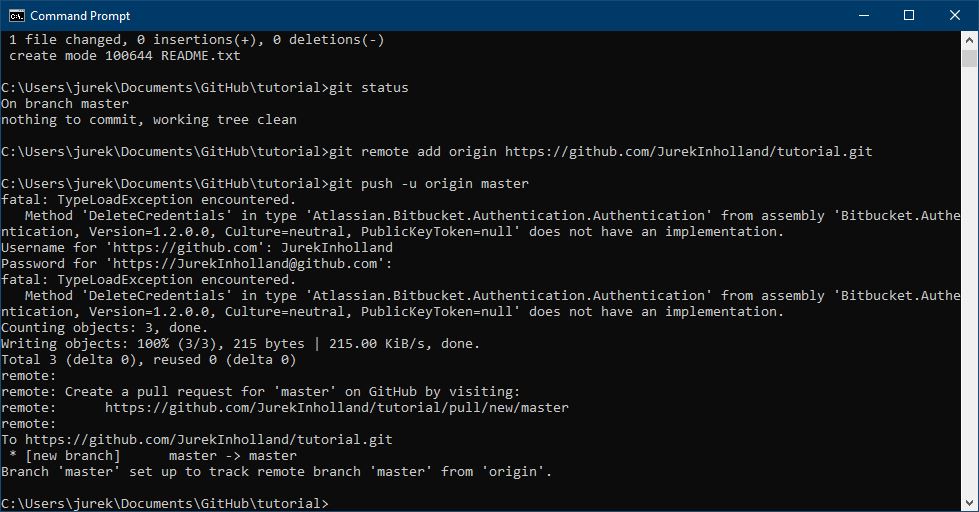 Command Prompt
1 file changed, 0 insertions(+), 0 deletions(-)
create mode 100644 README.txt
C:\Users\jurek\Documents\GitHub\tutorial>git status
On branch master
nothing to commit, working tree clean
C:\Users\jurek\Documents\GitHub\tutorial>git remote add origin https://github.com/JurekInholland/tutorial.git
C:\Users\jurek\Documents\GitHub\tutorial>git push -u origin master
fatal: TypeLoadException encountered.
   Method 'DeleteCredentials' in type 'Atlassian.Bitbucket.Authentication.Authentication' from assembly 'Bitbucket.Authe
ntication, Version=1.2.0.0, Culture=neutral, PublicKeyToken=null' does not have an implementation.
Username for 'https://github.com': JurekInholland
Password for 'https://JurekInholland@github.com':
fatal: TypeLoadException encountered.
   Method 'DeleteCredentials' in type 'Atlassian.Bitbucket.Authentication.Authentication' from assembly 'Bitbucket.Authe
ntication, Version=1.2.0.0, Culture=neutral, PublicKeyToken=null' does not have an implementation.
Counting objects: 3, done.
Writing objects: 100% (3/3), 215 bytes | 215.00 KiB/s, done.
Total 3 (delta 0), reused 0 (delta 0)
remote:
remote: Create a pull request for 'master' on GitHub by visiting:
remote:      https://github.com/JurekInholland/tutorial/pull/new/master
remote:
To https://github.com/JurekInholland/tutorial.git
 * [new branch]      master -> master
Branch 'master' set up to track remote branch 'master' from 'origin'.
C:\Users\jurek\Documents\GitHub\tutorial>